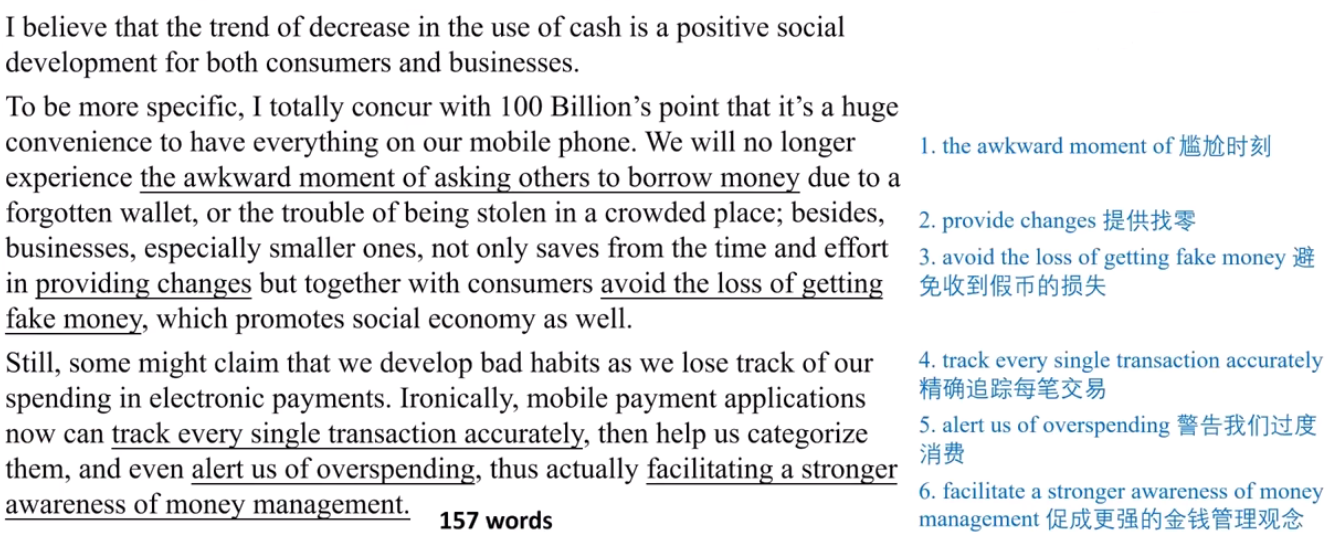 I believe that the trend of decrease in the use of cash is a positive social
development for both consumers and businesses.
To be more specific, I totally concur with 100 Billion's point that it's a huge
convenience to have everything on our mobile phone. We will no longer
experience the awkward moment of asking others to borrow money due to a
forgotten wallet, or the trouble of being stolen in a crowded place; besides,
businesses, especially smaller ones, not only saves from the time and effort
in providing changes but together with consumers avoid the loss of getting
fake money, which promotes social economy as well.
Still, some might claim that we develop bad habits as we lose track of our
spending in electronic payments. Ironically, mobile payment applications
now can track every single transaction accurately, then help us categorize
them, and even alert us of overspending, thus actually facilitating a stronger
awareness of money management.
157 words
1. the awkward moment of 尴尬时刻
2. provide changes 提供找零
3. avoid the loss of getting fake money 避
免收到假币的损失
4. track every single transaction accurately
精确追踪每笔交易
5. alert us of overspending 警告我们过度
消费
6. facilitate a stronger awareness of money
management 促成更强的金钱管理观念